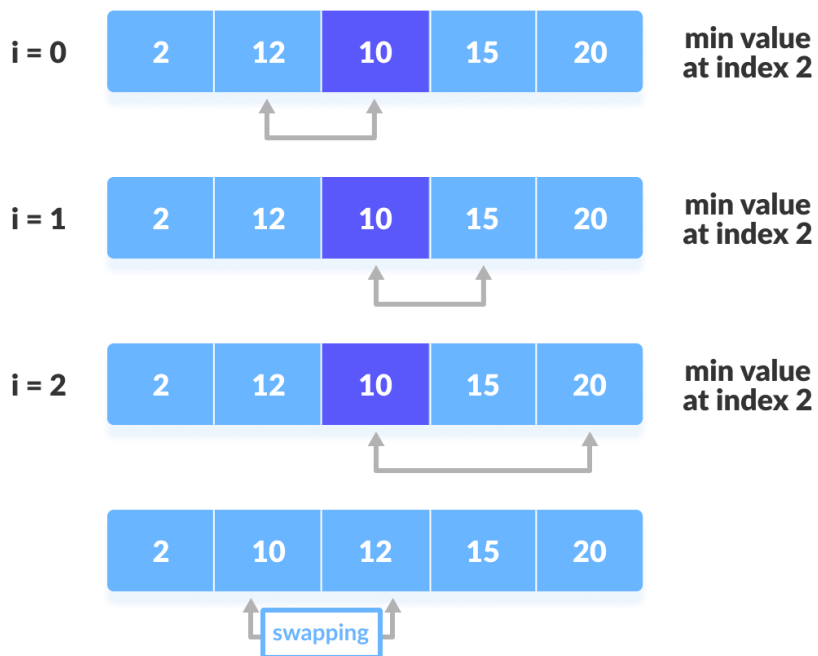 i = 0
2 12 10 15 20
min value
at index 2
i = 1
2 12 10 15 20
min value
at index 2
i = 2
2 12 10 15 20
min value
at index 2
2 10 12 15 20
swapping